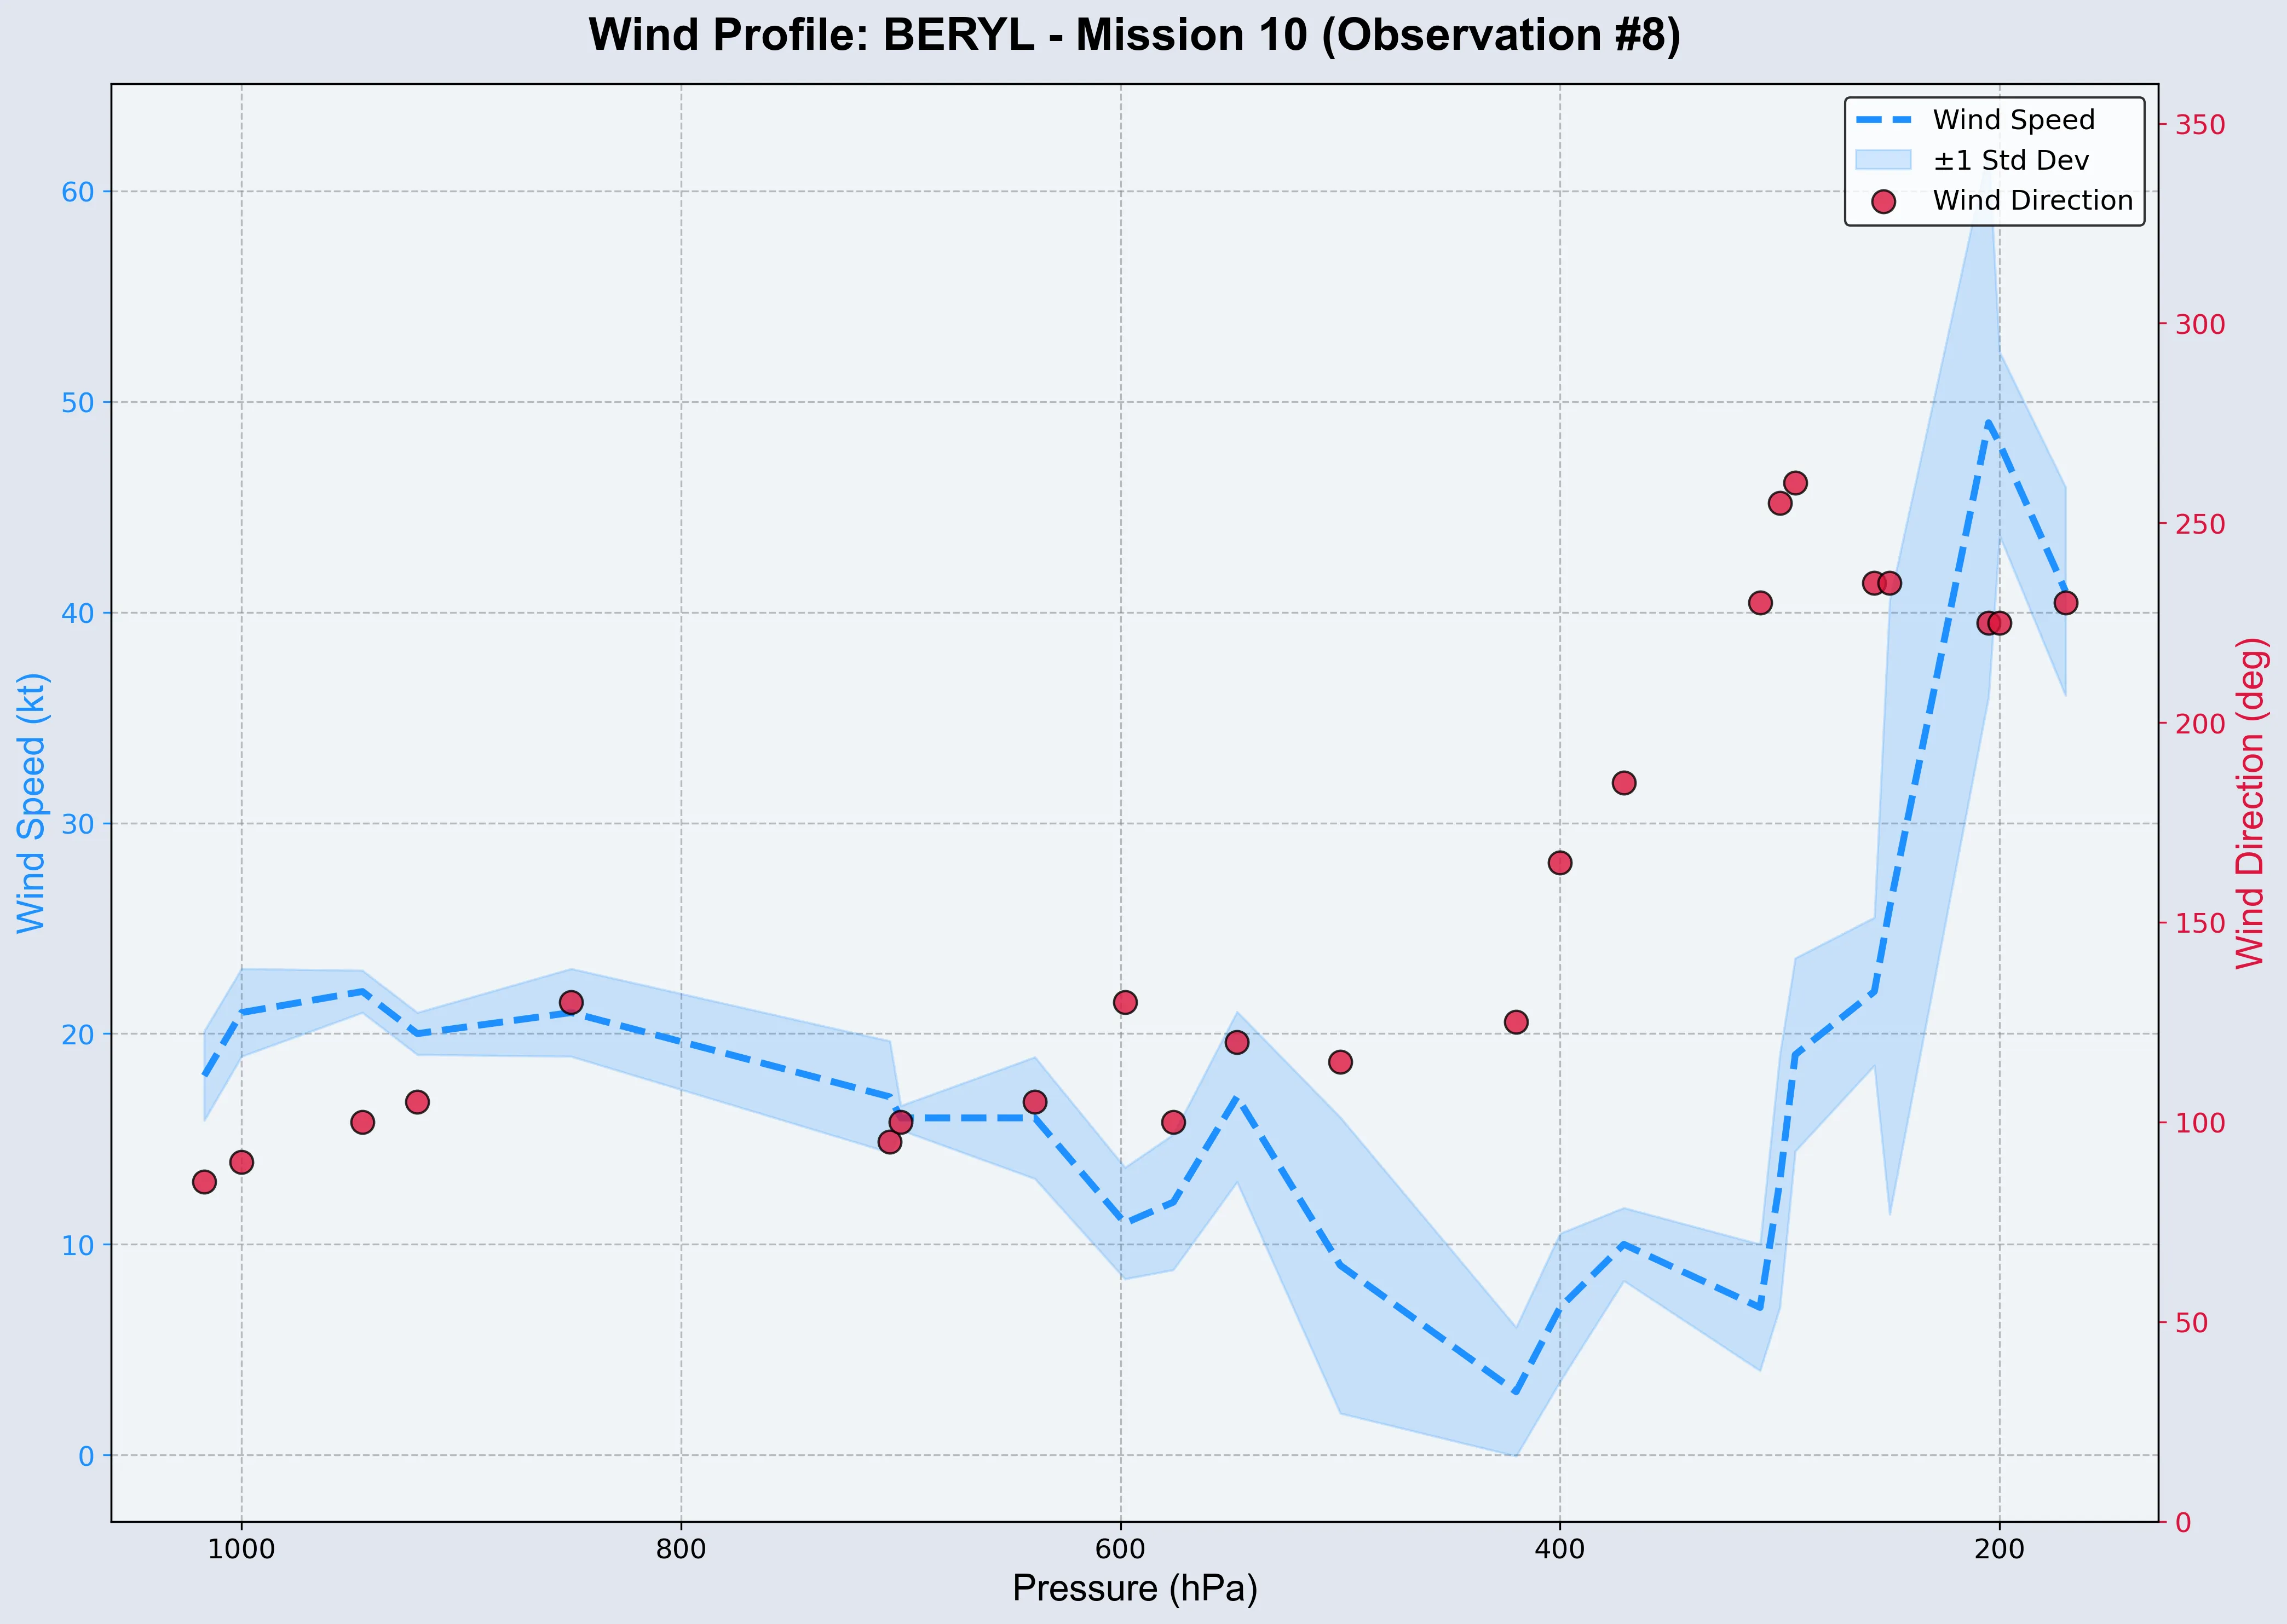 Wind Profile: BERYL - Mission 10 (Observation #8)
Wind Speed
±1 Std Dev
Wind Direction
Wind Speed (kt)
60
50
40
30
20
10
0
350
300
250
200
150
100
50
0
Wind Direction (deg)
1000
800
600
400
200
Pressure (hPa)